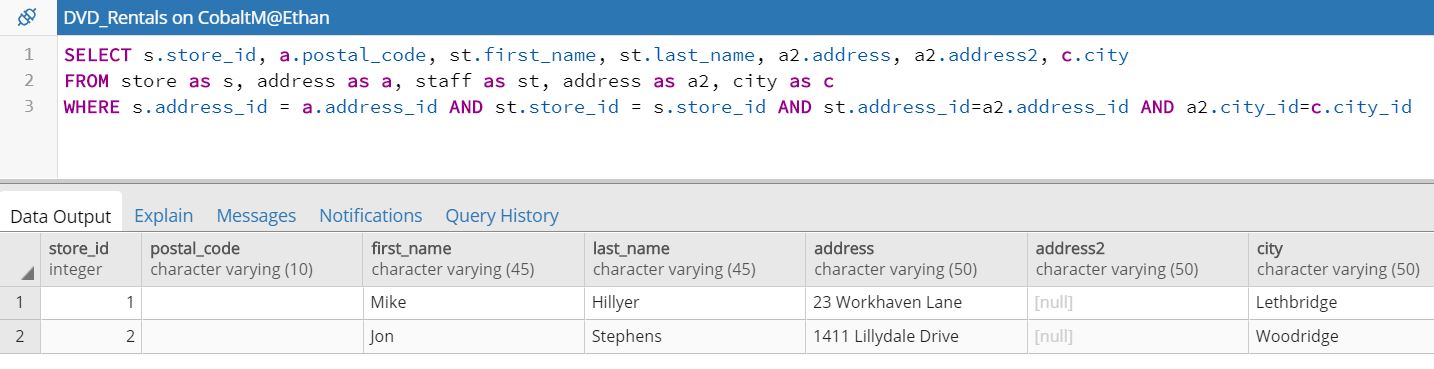 DVD_Rentals on CobaltM@Ethan
1 SELECT s.store_id, a.postal_code, st.first_name, st.last_name, a2.address, a2.address2, c.city
2 FROM store as s, address as a, staff as st, address as a2, city as c
3 WHERE s.address_id = a.address_id AND st.store_id = s.store_id AND st.address_id=a2.address_id AND a2.city_id=c.city_id
Data Output Explain Messages Notifications Query History
store_id postal_code first_name last_name address address2 city
integer character varying (10) character varying (45) character varying (45) character varying (50) character varying (50) character varying (50)
1 1 Mike Hillyer 23 Workhaven Lane [null] Lethbridge
2 2 Jon Stephens 1411 Lillydale Drive [null] Woodridge